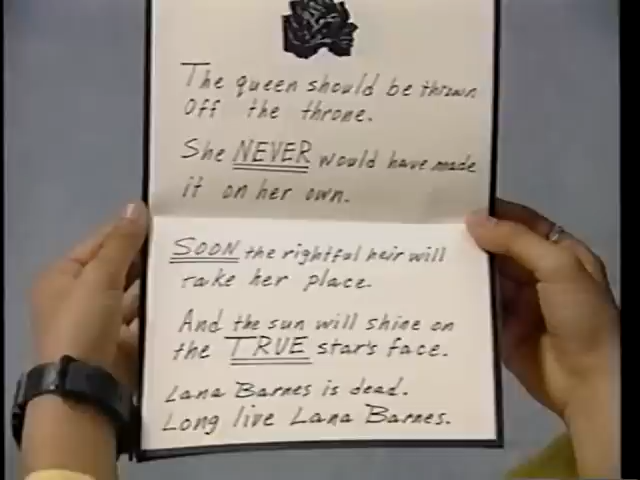 The queen should be thrown
Off the throne.
She NEVER would have made
it on her own.
SOON the rightful heir will
take her place.
And the sun will shine on
the TRUE star's face.
Lana Barnes is dead.
Long live Lana Barnes.